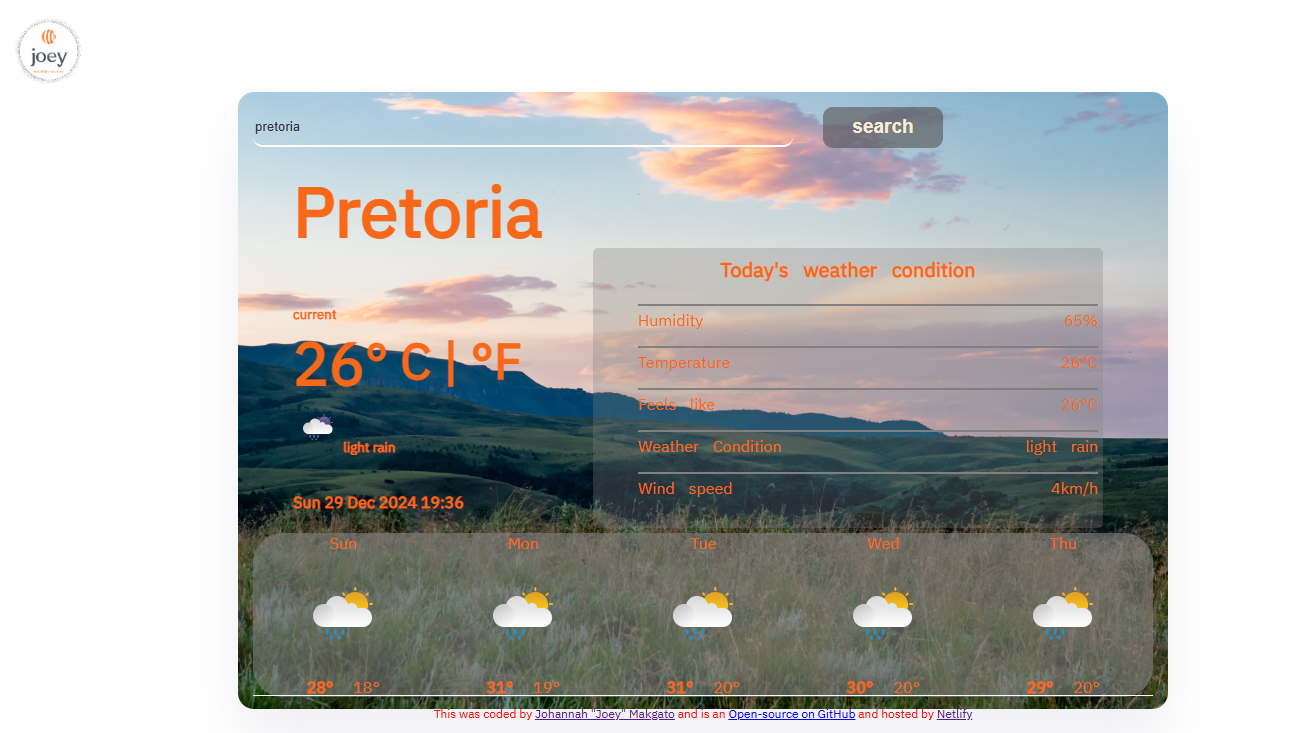 joey
pretoria
search
Pretoria
Today's weather condition
current
26° C | °F
light rain
Sun 29 Dec 2024 19:36
Humidity 65%
Temperature 26°C
Feels like 26°C
Weather Condition light rain
Wind speed 4km/h
Sun Mon Tue Wed Thu
28° 18° 31° 19° 31° 20° 30° 20° 29° 20°
This was coded by Johannah "Joey" Makgato and is an Open-source on GitHub and hosted by Netlify